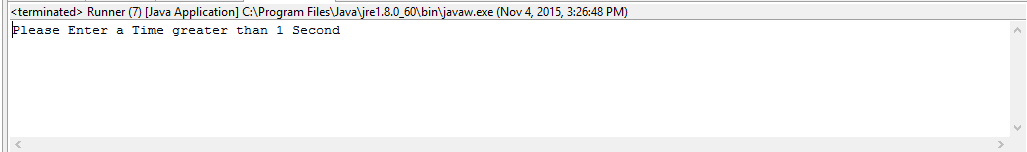 <terminated> Runner (7) [Java Application] C:\Program Files\Java\jre1.8.0_60\bin\javaw.exe (Nov 4, 2015, 3:26:48 PM)
Please Enter a Time greater than 1 Second